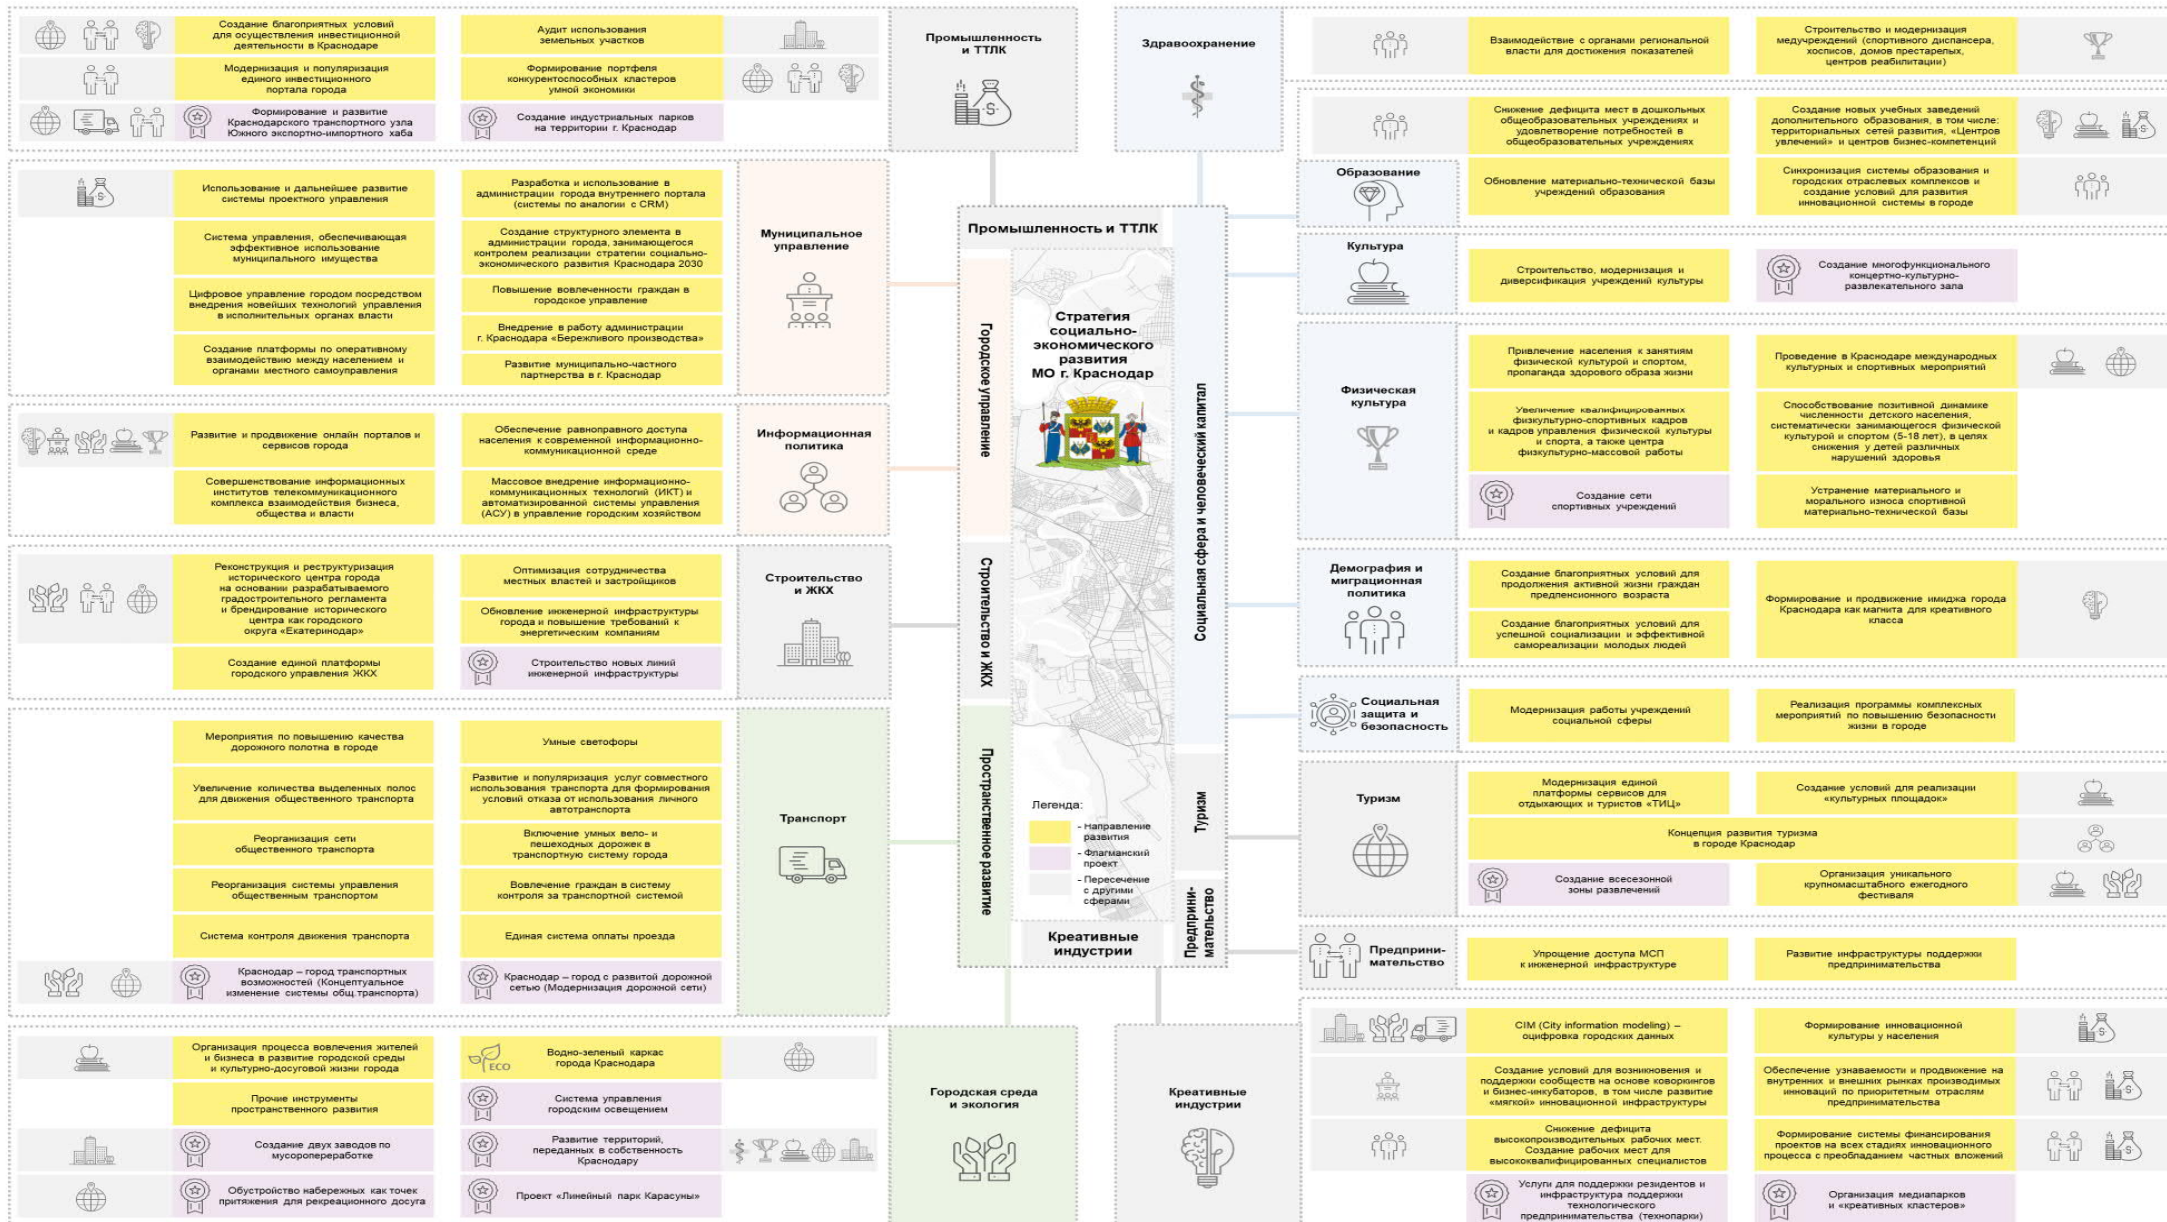 Создание благоприятных условий
для осуществления инвестиционной
деятельности в Краснодаре
Аудит использования
земельных участков
Модернизация и популяризация
единого инвестиционного
портала города
Формирование портфеля
конкурентоспособных кластеров
умной экономики
Формирование и развитие
Краснодарского транспортного узла
Южного экспортно-импортного хаба
Создание индустриальных парков
на территории г. Краснодар
Промышленность
и ТТЛК
Использование и дальнейшее развитие
системы проектного управления
Разработка и использование в
администрации города внутреннего портала
(системы по аналогии с CRM)
Система управления, обеспечивающая
эффективное использование
муниципального имущества
Создание структурного элемента в
администрации города, занимающегося
контролем реализации стратегии социально-
экономического развития Краснодара 2030
Цифровое управление городом посредством
внедрения новейших технологий управления
в исполнительных органах власти
Повышение вовлеченности граждан в
городское управление
Внедрение в работу администрации
г. Краснодара «Бережливого производства»
Создание платформы по оперативному
взаимодействию между населением и
органами местного самоуправления
Развитие муниципально-частного
партнерства в г. Краснодар
Муниципальное
управление
Развитие и продвижение онлайн порталов и
сервисов города
Обеспечение равноправного доступа
населения к современной информационно-
коммуникационной среде
Совершенствование информационных
институтов телекоммуникационного
комплекса взаимодействия бизнеса,
общества и власти
Массовое внедрение информационно-
коммуникационных технологий (ИКТ) и
автоматизированной системы управления
(АСУ) в управление городским хозяйством
Информационная
политика
Реконструкция и реструктуризация
исторического центра города
на основании разрабатываемого
градостроительного регламента
и брендирование исторического
центра как городского
округа «Екатеринодар»
Оптимизация сотрудничества
местных властей и застройщиков
Обновление инженерной инфраструктуры
города и повышение требований к
энергетическим компаниям
Создание единой платформы
городского управления ЖКХ
Строительство новых линий
инженерной инфраструктуры
Строительство
и ЖКХ
Мероприятия по повышению качества
дорожного полотна в городе
Умные светофоры
Увеличение количества выделенных полос
для движения общественного транспорта
Развитие и популяризация услуг совместного
использования транспорта для формирования
условий отказа от использования личного
автотранспорта
Реорганизация сети
общественного транспорта
Включение умных вело- и
пешеходных дорожек в
транспортную систему города
Реорганизация системы управления
общественным транспортом
Вовлечение граждан в систему
контроля за транспортной системой
Система контроля движения транспорта
Единая система оплаты проезда
Краснодар – город транспортных
возможностей (Концептуальное
изменение системы общ.транспорта)
Краснодар – город с развитой дорожной
сетью (Модернизация дорожной сети)
Транспорт
Организация процесса вовлечения жителей
и бизнеса в развитие городской среды
и культурно-досуговой жизни города
ECO
Водно-зеленый каркас
города Краснодара
Прочие инструменты
пространственного развития
Система управления
городским освещением
Создание двух заводов по
мусоропереработке
Развитие территорий,
переданных в собственность
Краснодару
Обустройство набережных как точек
притяжения для рекреационного досуга
Проект «Линейный парк Карасуны»
Городская среда
и экология
Промышленность и ТТЛК
Городское управление
Строительство и ЖКХ
Пространственное развитие
Стратегия
социально-
экономического
развития
МО г. Краснодар
Легенда:
- Направление
развития
- Флагманский
проект
- Пересечение
с другими
сферами
Социальная сфера и человеческий капитал
Туризм
Предприни-
мательство
Креативные
индустрии
Здравоохранение
Взаимодействие с органами региональной
власти для достижения показателей
Строительство и модернизация
медучреждений (спортивного диспансера,
хосписов, домов престарелых,
центров реабилитации)
Образование
Снижение дефицита мест в дошкольных
общеобразовательных учреждениях и
удовлетворение потребностей в
общеобразовательных учреждениях
Создание новых учебных заведений
дополнительного образования, в том числе:
территориальных сетей развития, «Центров
увлечений» и центров бизнес-компетенций
Обновление материально-технической базы
учреждений образования
Синхронизация системы образования и
городских отраслевых комплексов и
создание условий для развития
инновационной системы в городе
Культура
Строительство, модернизация и
диверсификация учреждений культуры
Создание многофункционального
концертно-культурно-
развлекательного зала
Физическая
культура
Привлечение населения к занятиям
физической культурой и спортом,
пропаганда здорового образа жизни
Проведение в Краснодаре международных
культурных и спортивных мероприятий
Увеличение квалифицированных
физкультурно-спортивных кадров
и кадров управления физической культуры
и спорта, а также центра
физкультурно-массовой работы
Способствование позитивной динамике
численности детского населения,
систематически занимающегося физической
культурой и спортом (5-18 лет), в целях
снижения у детей различных
нарушений здоровья
Создание сети
спортивных учреждений
Устранение материального и
морального износа спортивной
материально-технической базы
Демография и
миграционная
политика
Создание благоприятных условий для
продолжения активной жизни граждан
предпенсионного возраста
Создание благоприятных условий для
успешной социализации и эффективной
самореализации молодых людей
Формирование и продвижение имиджа города
Краснодара как магнита для креативного
класса
Социальная
защита и
безопасность
Модернизация работы учреждений
социальной сферы
Реализация программы комплексных
мероприятий по повышению безопасности
жизни в городе
Туризм
Модернизация единой
платформы сервисов для
отдыхающих и туристов «ТИЦ»
Создание условий для реализации
«культурных площадок»
Концепция развития туризма
в городе Краснодар
Создание всесезонной
зоны развлечений
Организация уникального
крупномасштабного ежегодного
фестиваля
Предприни-
мательство
Упрощение доступа МСП
к инженерной инфраструктуре
Развитие инфраструктуры поддержки
предпринимательства
Креативные
индустрии
CIM (City information modeling) –
оцифровка городских данных
Формирование инновационной
культуры у населения
Создание условий для возникновения и
поддержки сообществ на основе коворкингов
и бизнес-инкубаторов, в том числе развитие
«мягкой» инновационной инфраструктуры
Обеспечение узнаваемости и продвижение на
внутренних и внешних рынках производимых
инноваций по приоритетным отраслям
предпринимательства
Снижение дефицита
высокопроизводительных рабочих мест.
Создание рабочих мест для
высококвалифицированных специалистов
Формирование системы финансирования
проектов на всех стадиях инновационного
процесса с преобладанием частных вложений
Услуги для поддержки резидентов и
инфраструктура поддержки
технологического
предпринимательства (технопарки)
Организация медиапарков
и «креативных кластеров»